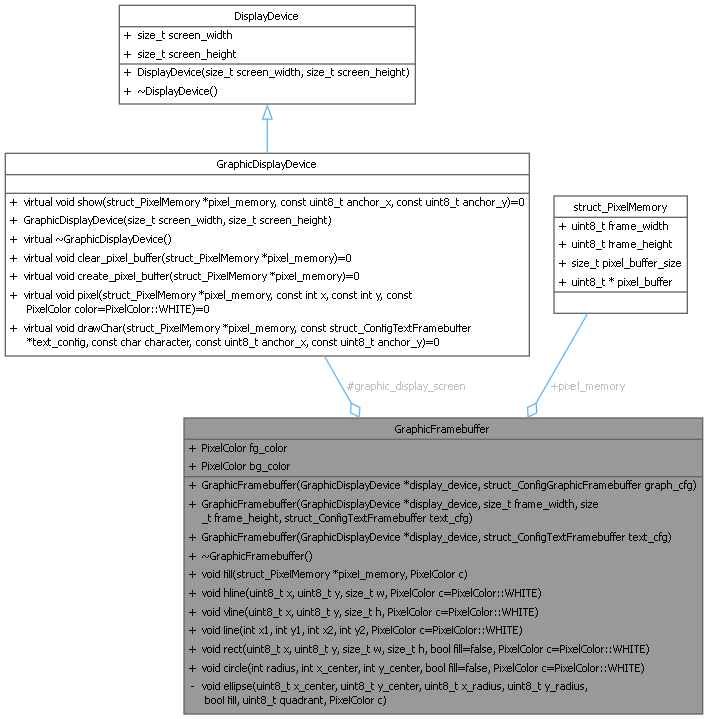 DisplayDevice
+ size_t screen_width
+ size_t screen_height
+ DisplayDevice(size_t screen_width, size_t screen_height)
+ ~DisplayDevice()
GraphicDisplayDevice
+ virtual void show(struct_PixelMemory *pixel_memory, const uint8_t anchor_x, const uint8_t anchor_y)=0
+ GraphicDisplayDevice(size_t screen_width, size_t screen_height)
+ virtual ~GraphicDisplayDevice()
+ virtual void clear_pixel_buffer(struct_PixelMemory *pixel_memory)=0
+ virtual void create_pixel_buffer(struct_PixelMemory *pixel_memory)=0
+ virtual void pixel(struct_PixelMemory *pixel_memory, const int x, const int y, const
PixelColor color=PixelColor::WHITE)=0
+ virtual void drawChar(struct_PixelMemory *pixel_memory, const struct_ConfigTextFramebuffer
*text_config, const char character, const uint8_t anchor_x, const uint8_t anchor_y)=0
struct_PixelMemory
+ uint8_t frame_width
+ uint8_t frame_height
+ size_t pixel_buffer_size
+ uint8_t * pixel_buffer
#graphic_display_screen
+pixel_memory
GraphicFramebuffer
+ PixelColor fg_color
+ PixelColor bg_color
+ GraphicFramebuffer(GraphicDisplayDevice *display_device, struct_ConfigGraphicFramebuffer graph_cfg)
+ GraphicFramebuffer(GraphicDisplayDevice *display_device, size_t frame_width, size
_t frame_height, struct_ConfigTextFramebuffer text_cfg)
+ GraphicFramebuffer(GraphicDisplayDevice *display_device, struct_ConfigTextFramebuffer text_cfg)
+ ~GraphicFramebuffer()
+ void fill(struct_PixelMemory *pixel_memory, PixelColor c)
+ void hline(uint8_t x, uint8_t y, size_t w, PixelColor c=PixelColor::WHITE)
+ void vline(uint8_t x, uint8_t y, size_t h, PixelColor c=PixelColor::WHITE)
+ void line(int x1, int y1, int x2, int y2, PixelColor c=PixelColor::WHITE)
+ void rect(uint8_t x, uint8_t y, size_t w, size_t h, bool fill=false, PixelColor c=PixelColor::WHITE)
+ void circle(int radius, int x_center, int y_center, bool fill=false, PixelColor c=PixelColor::WHITE)
- void ellipse(uint8_t x_center, uint8_t y_center, uint8_t x_radius, uint8_t y_radius,
bool fill, uint8_t quadrant, PixelColor c)